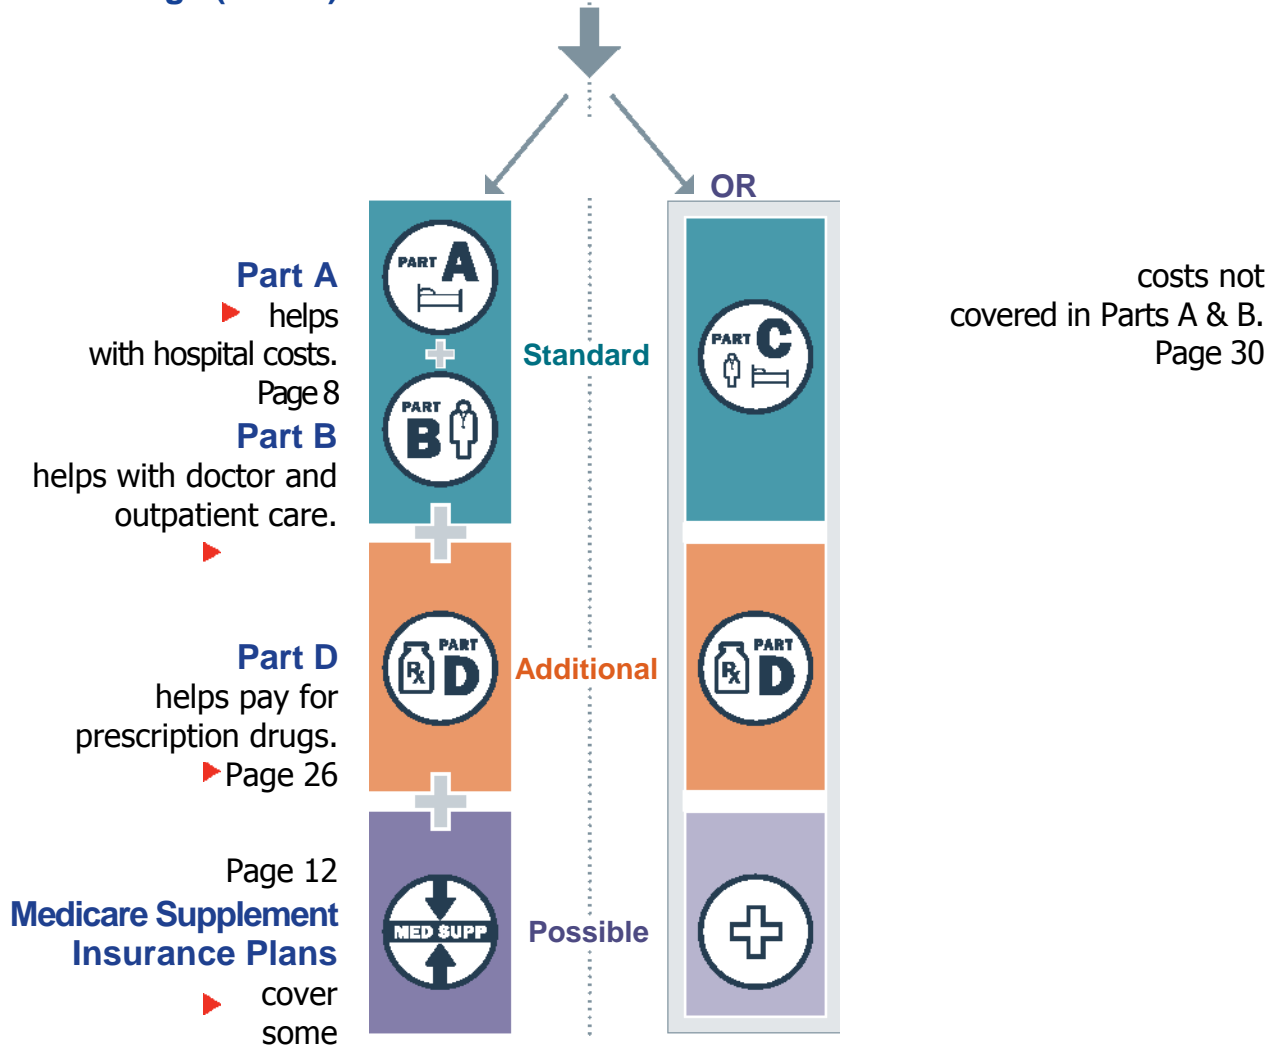 OR
Part A
helps
with hospital costs.
Page 8
Part B
helps with doctor and
outpatient care.
Part D
helps pay for
prescription drugs.
Page 26
Page 12
Medicare Supplement
Insurance Plans
cover
some
PART A
PART
B
PART
D
MED SUPP
Standard
Additional
Possible
PART C
PART
D
costs not
covered in Parts A & B.
Page 30